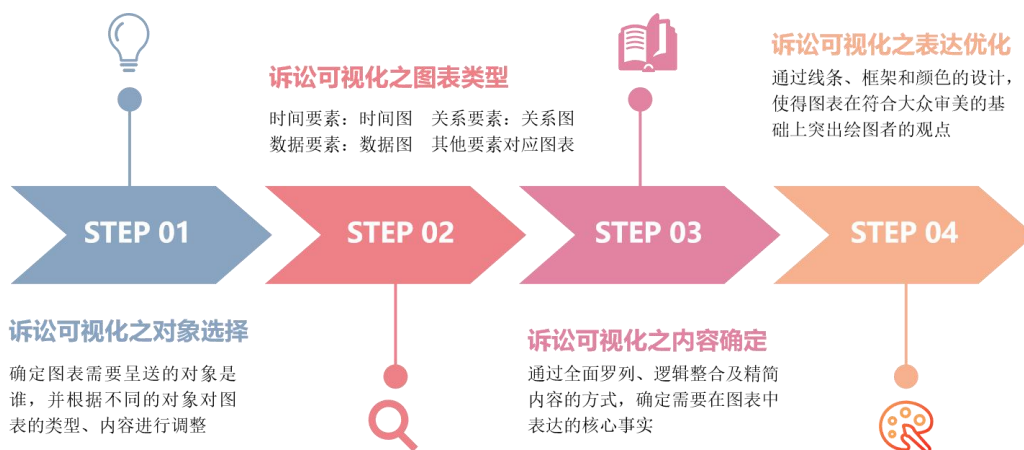 STEP 01
诉讼可视化之对象选择
确定图表需要呈送的对象是
谁，并根据不同的对象对图
表的类型、内容进行调整
诉讼可视化之图表类型
时间要素：时间图 关系要素：关系图
数据要素：数据图 其他要素对应图表
STEP 02
STEP 03
诉讼可视化之内容确定
通过全面罗列、逻辑整合及精简
内容的方式，确定需要在图表中
表达的核心事实
诉讼可视化之表达优化
通过线条、框架和颜色的设计，
使得图表在符合大众审美的基
础上突出绘图者的观点
STEP 04